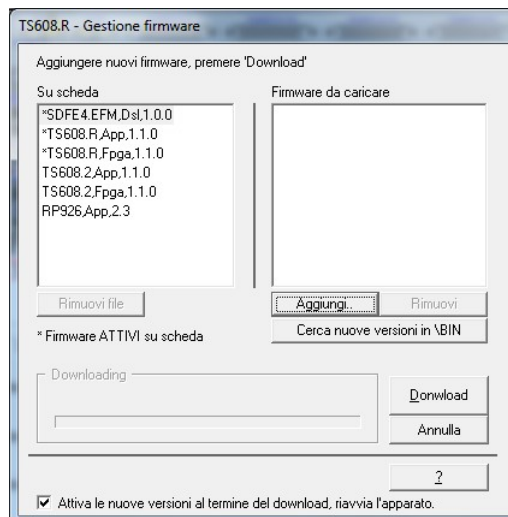 TS608.R - Gestione firmware
Aggiungere nuovi firmware, premere 'Download'
Su scheda
Firmware da caricare
*SDFE4.EFM,Dsl,1.0.0
*TS608.R,App,1.1.0
*TS608.R,Fpga,1.1.0
TS608.2,App,1.1.0
TS608.2,Fpga,1.1.0
RP926,App,2.3
Rimuovi file
Aggiungi..
Rimuovi
* Firmware ATTIVI su scheda
Cerca nuove versioni in \BIN
Downloading
Donwload
Annulla
?
Attiva le nuove versioni al termine del download, riavvia l'apparato.